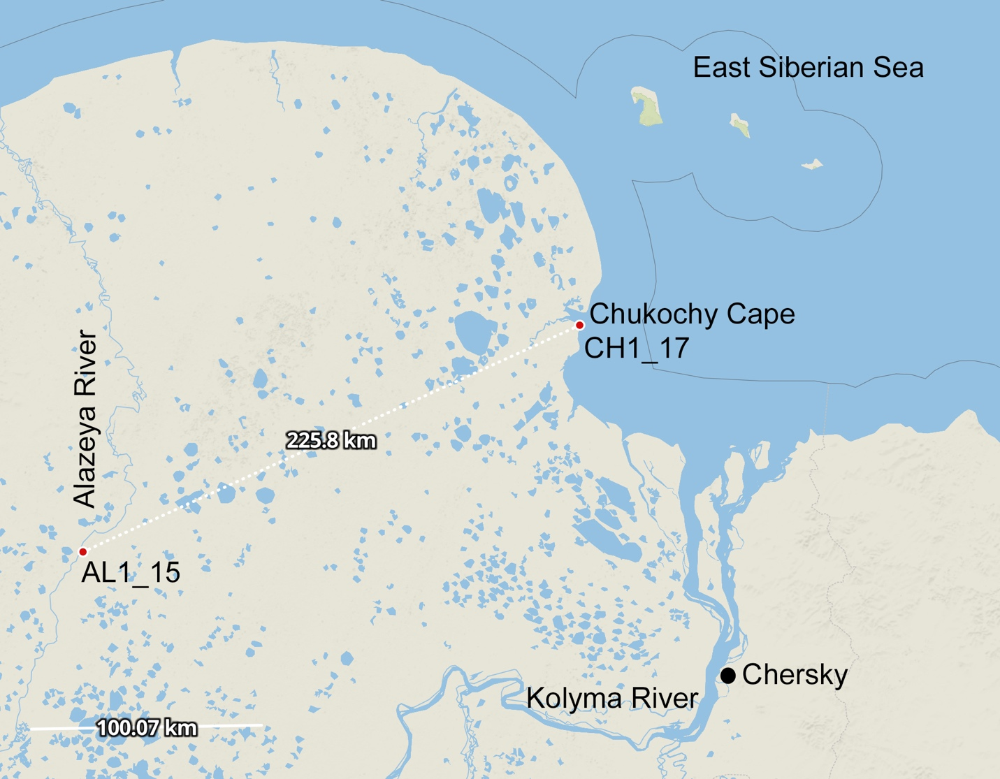 East Siberian Sea
Chukochy Cape
CH1_17
Alazeya River
225.8 km
AL1_15
Chersky
Kolyma River
100.07 km